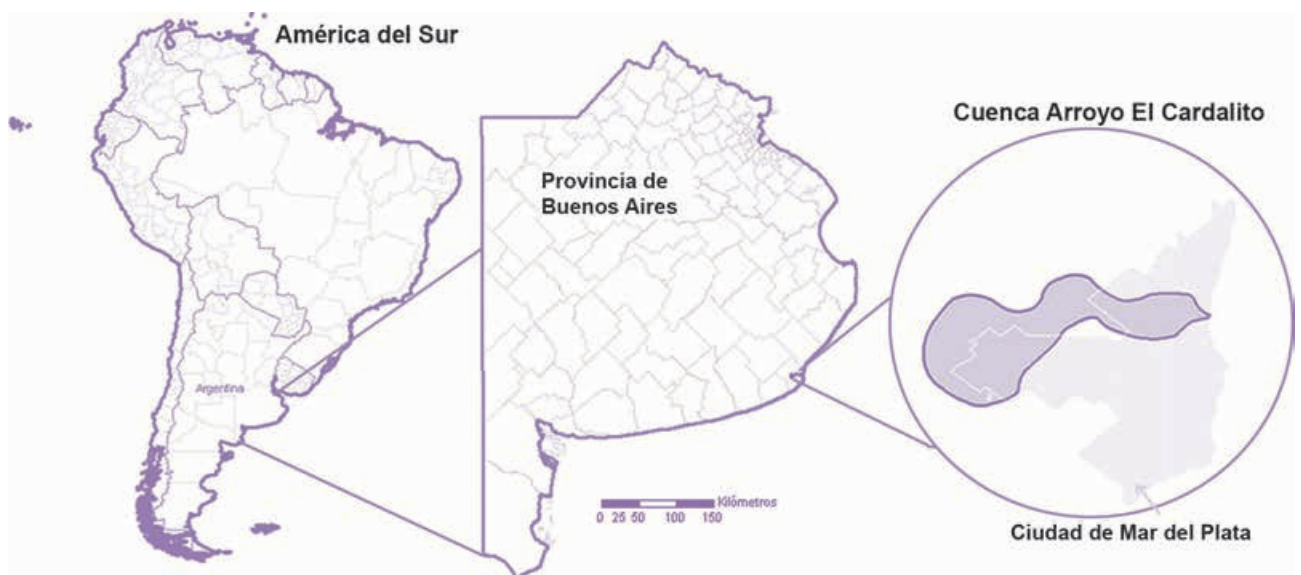 América del Sur
Argentina
Provincia de
Buenos Aires
Kilómetros
0 25 50 100 150
Cuenca Arroyo El Cardalito
Ciudad de Mar del Plata